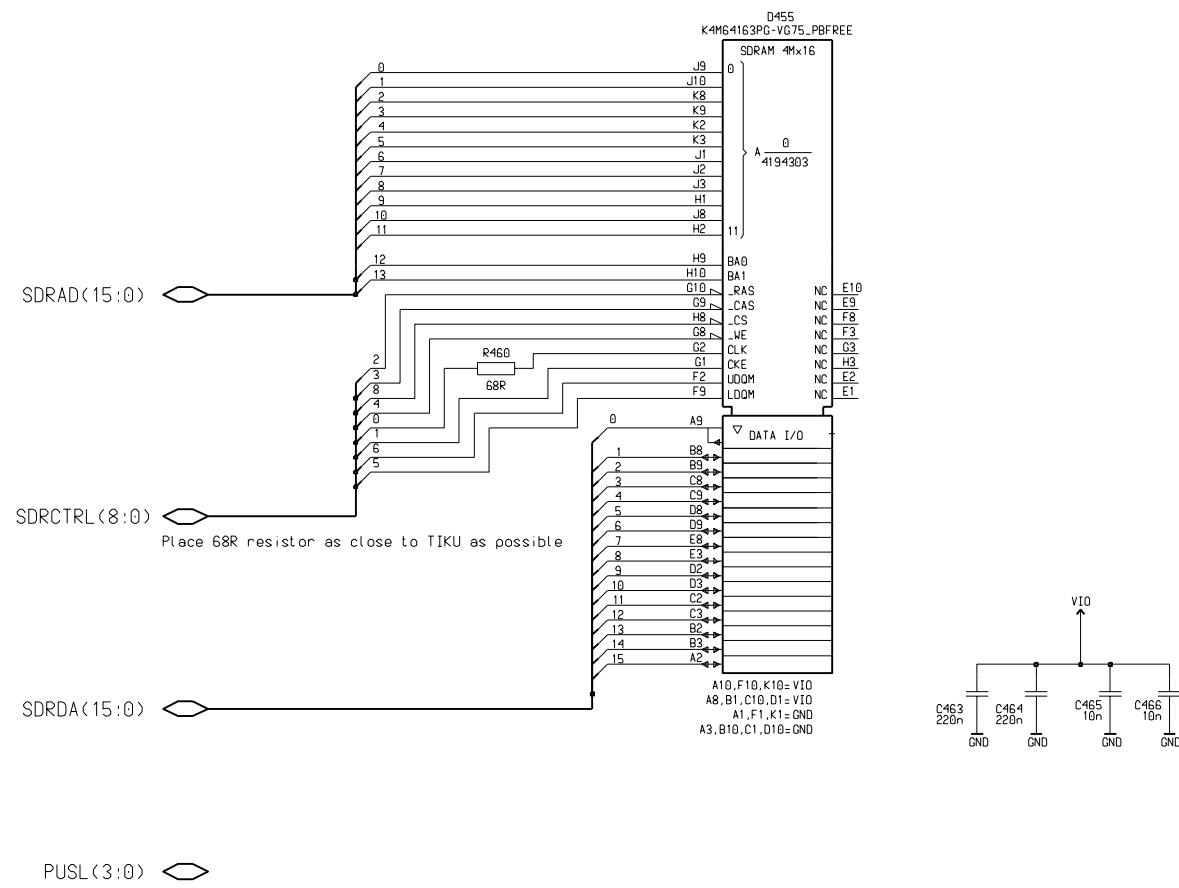 D455
K4M64163PG-VG75_PBFREE
SDRAM 4Mx16
0 J9 0
1 J10
2 K8
3 K9
4 K2
5 K3
6 J1
7 J2
8 J3
9 H1
10 J8
11 H2 11
A 0
4194303
12 H9 BA0
13 H10 BA1
SDRAD(15:0)
G10 _RAS NC E10
G9 _CAS NC E9
H8 _CS NC F8
G8 _WE NC F3
R460
68R
G2 CLK NC G3
G1 CKE NC H3
F2 UDQM NC E2
F9 LDQM NC E1
2
3
8
4
0
1
6
5
SDRCTRL(8:0)
Place 68R resistor as close to TIKU as possible
0 A9 DATA I/O
1 B8
2 B9
3 C8
4 C9
5 D8
6 D9
7 E8
8 E3
9 D2
10 D3
11 C2
12 C3
13 B2
14 B3
15 A2
SDRDA(15:0)
A10,F10,K10=VIO
A8,B1,C10,D1=VIO
A1,F1,K1=GND
A3,B10,C1,D10=GND
VIO
C463
220n
GND
C464
220n
GND
C465
10n
GND
C466
10n
GND
PUSL(3:0)